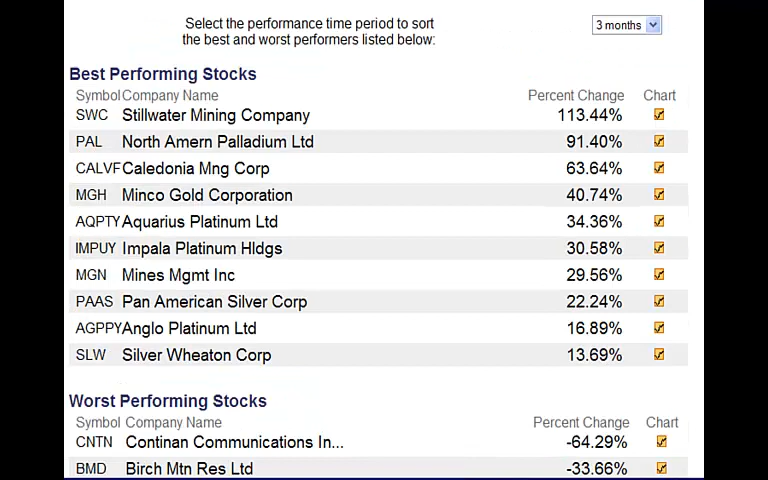 Select the performance time period to sort
the best and worst performers listed below:
3 months
Best Performing Stocks
Symbol Company Name Percent Change Chart
SWC Stillwater Mining Company 113.44%
PAL North Amern Palladium Ltd 91.40%
CALVF Caledonia Mng Corp 63.64%
MGH Minco Gold Corporation 40.74%
AQPTY Aquarius Platinum Ltd 34.36%
IMPUY Impala Platinum Hldgs 30.58%
MGN Mines Mgmt Inc 29.56%
PAAS Pan American Silver Corp 22.24%
AGPPY Anglo Platinum Ltd 16.89%
SLW Silver Wheaton Corp 13.69%
Worst Performing Stocks
Symbol Company Name Percent Change Chart
CNTN Continan Communications In... -64.29%
BMD Birch Mtn Res Ltd -33.66%